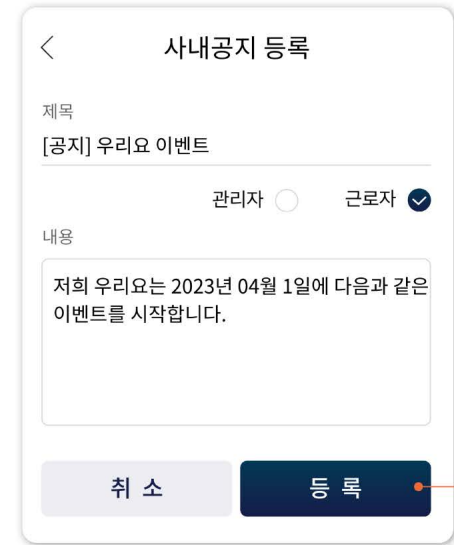 사내공지 등록
제목
[공지] 우리요 이벤트
관리자 근로자
내용
저희 우리요는 2023년 04월 1일에 다음과 같은
이벤트를 시작합니다.
취 소 등 록